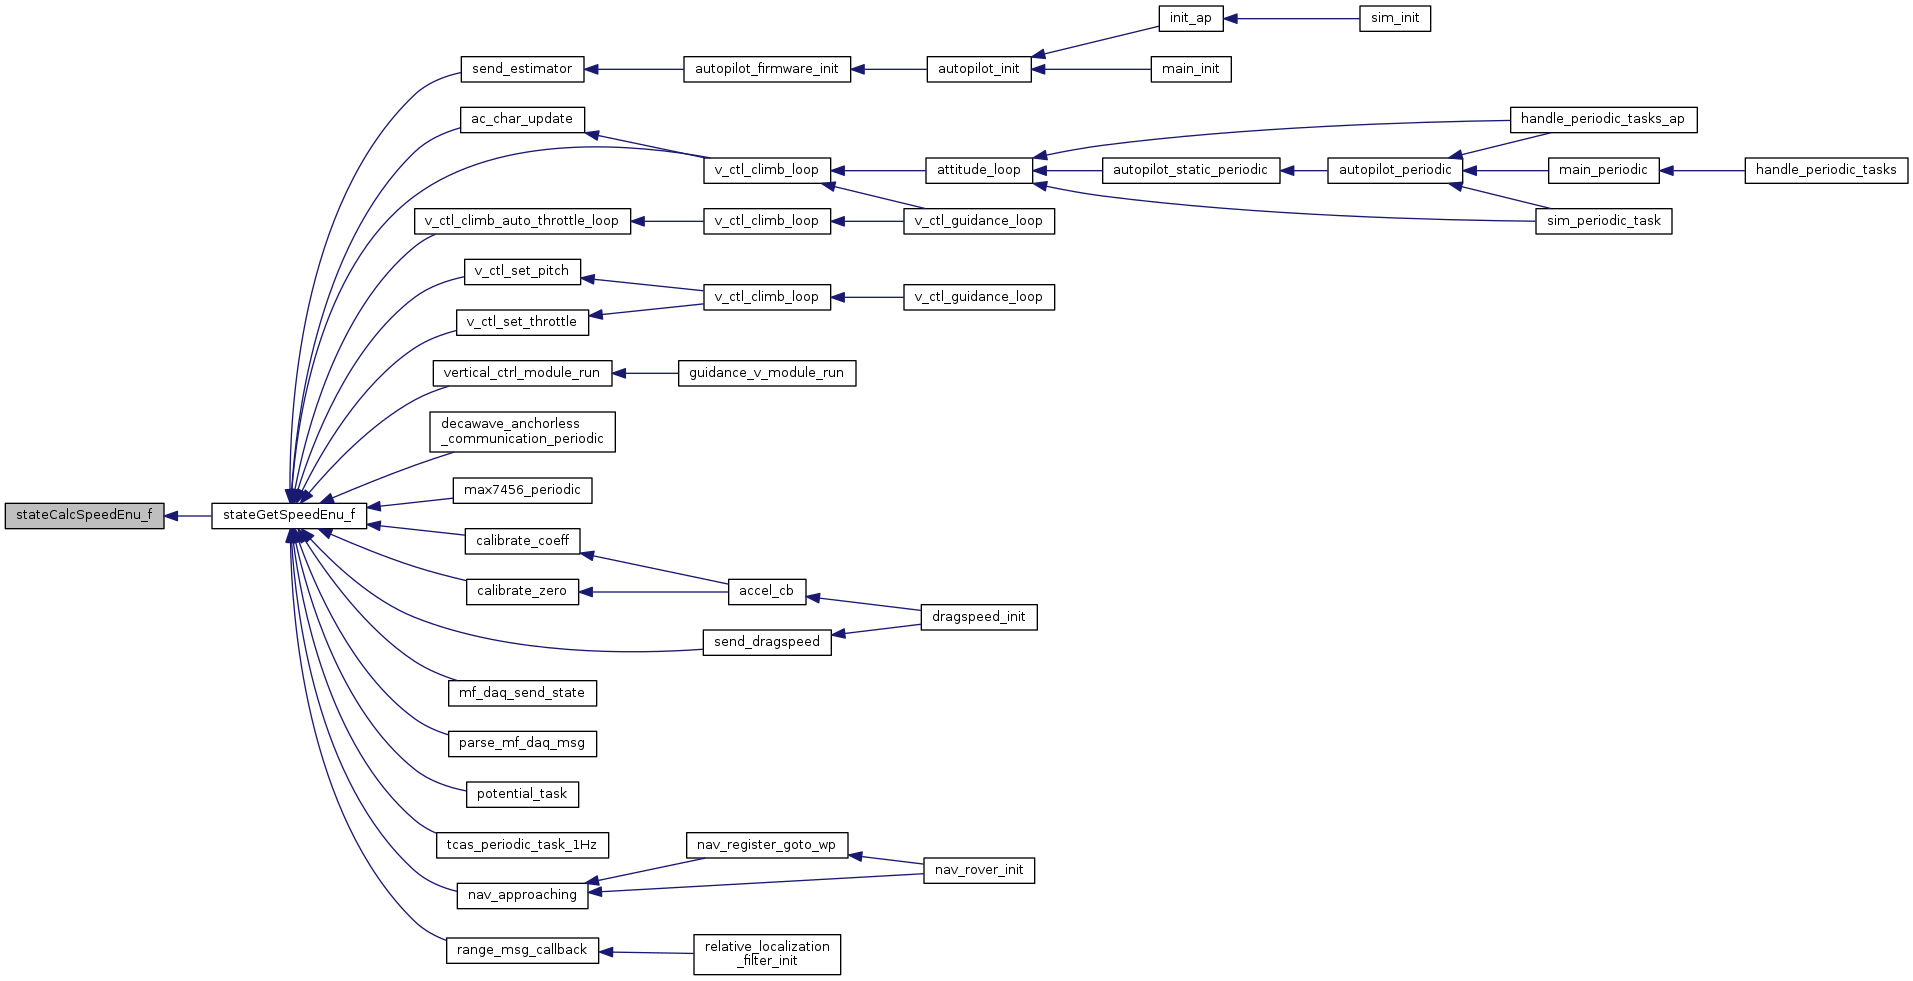 init_ap
sim_init
send_estimator
autopilot_firmware_init
autopilot_init
main_init
ac_char_update
handle_periodic_tasks_ap
v_ctl_climb_loop
attitude_loop
autopilot_static_periodic
autopilot_periodic
main_periodic
handle_periodic_tasks
v_ctl_climb_auto_throttle_loop
v_ctl_climb_loop
v_ctl_guidance_loop
sim_periodic_task
v_ctl_set_pitch
v_ctl_climb_loop
v_ctl_guidance_loop
v_ctl_set_throttle
vertical_ctrl_module_run
guidance_v_module_run
decawave_anchorless
_communication_periodic
max7456_periodic
stateCalcSpeedEnu_f
stateGetSpeedEnu_f
calibrate_coeff
calibrate_zero
accel_cb
dragspeed_init
send_dragspeed
mf_daq_send_state
parse_mf_daq_msg
potential_task
tcas_periodic_task_1Hz
nav_register_goto_wp
nav_rover_init
nav_approaching
range_msg_callback
relative_localization
_filter_init